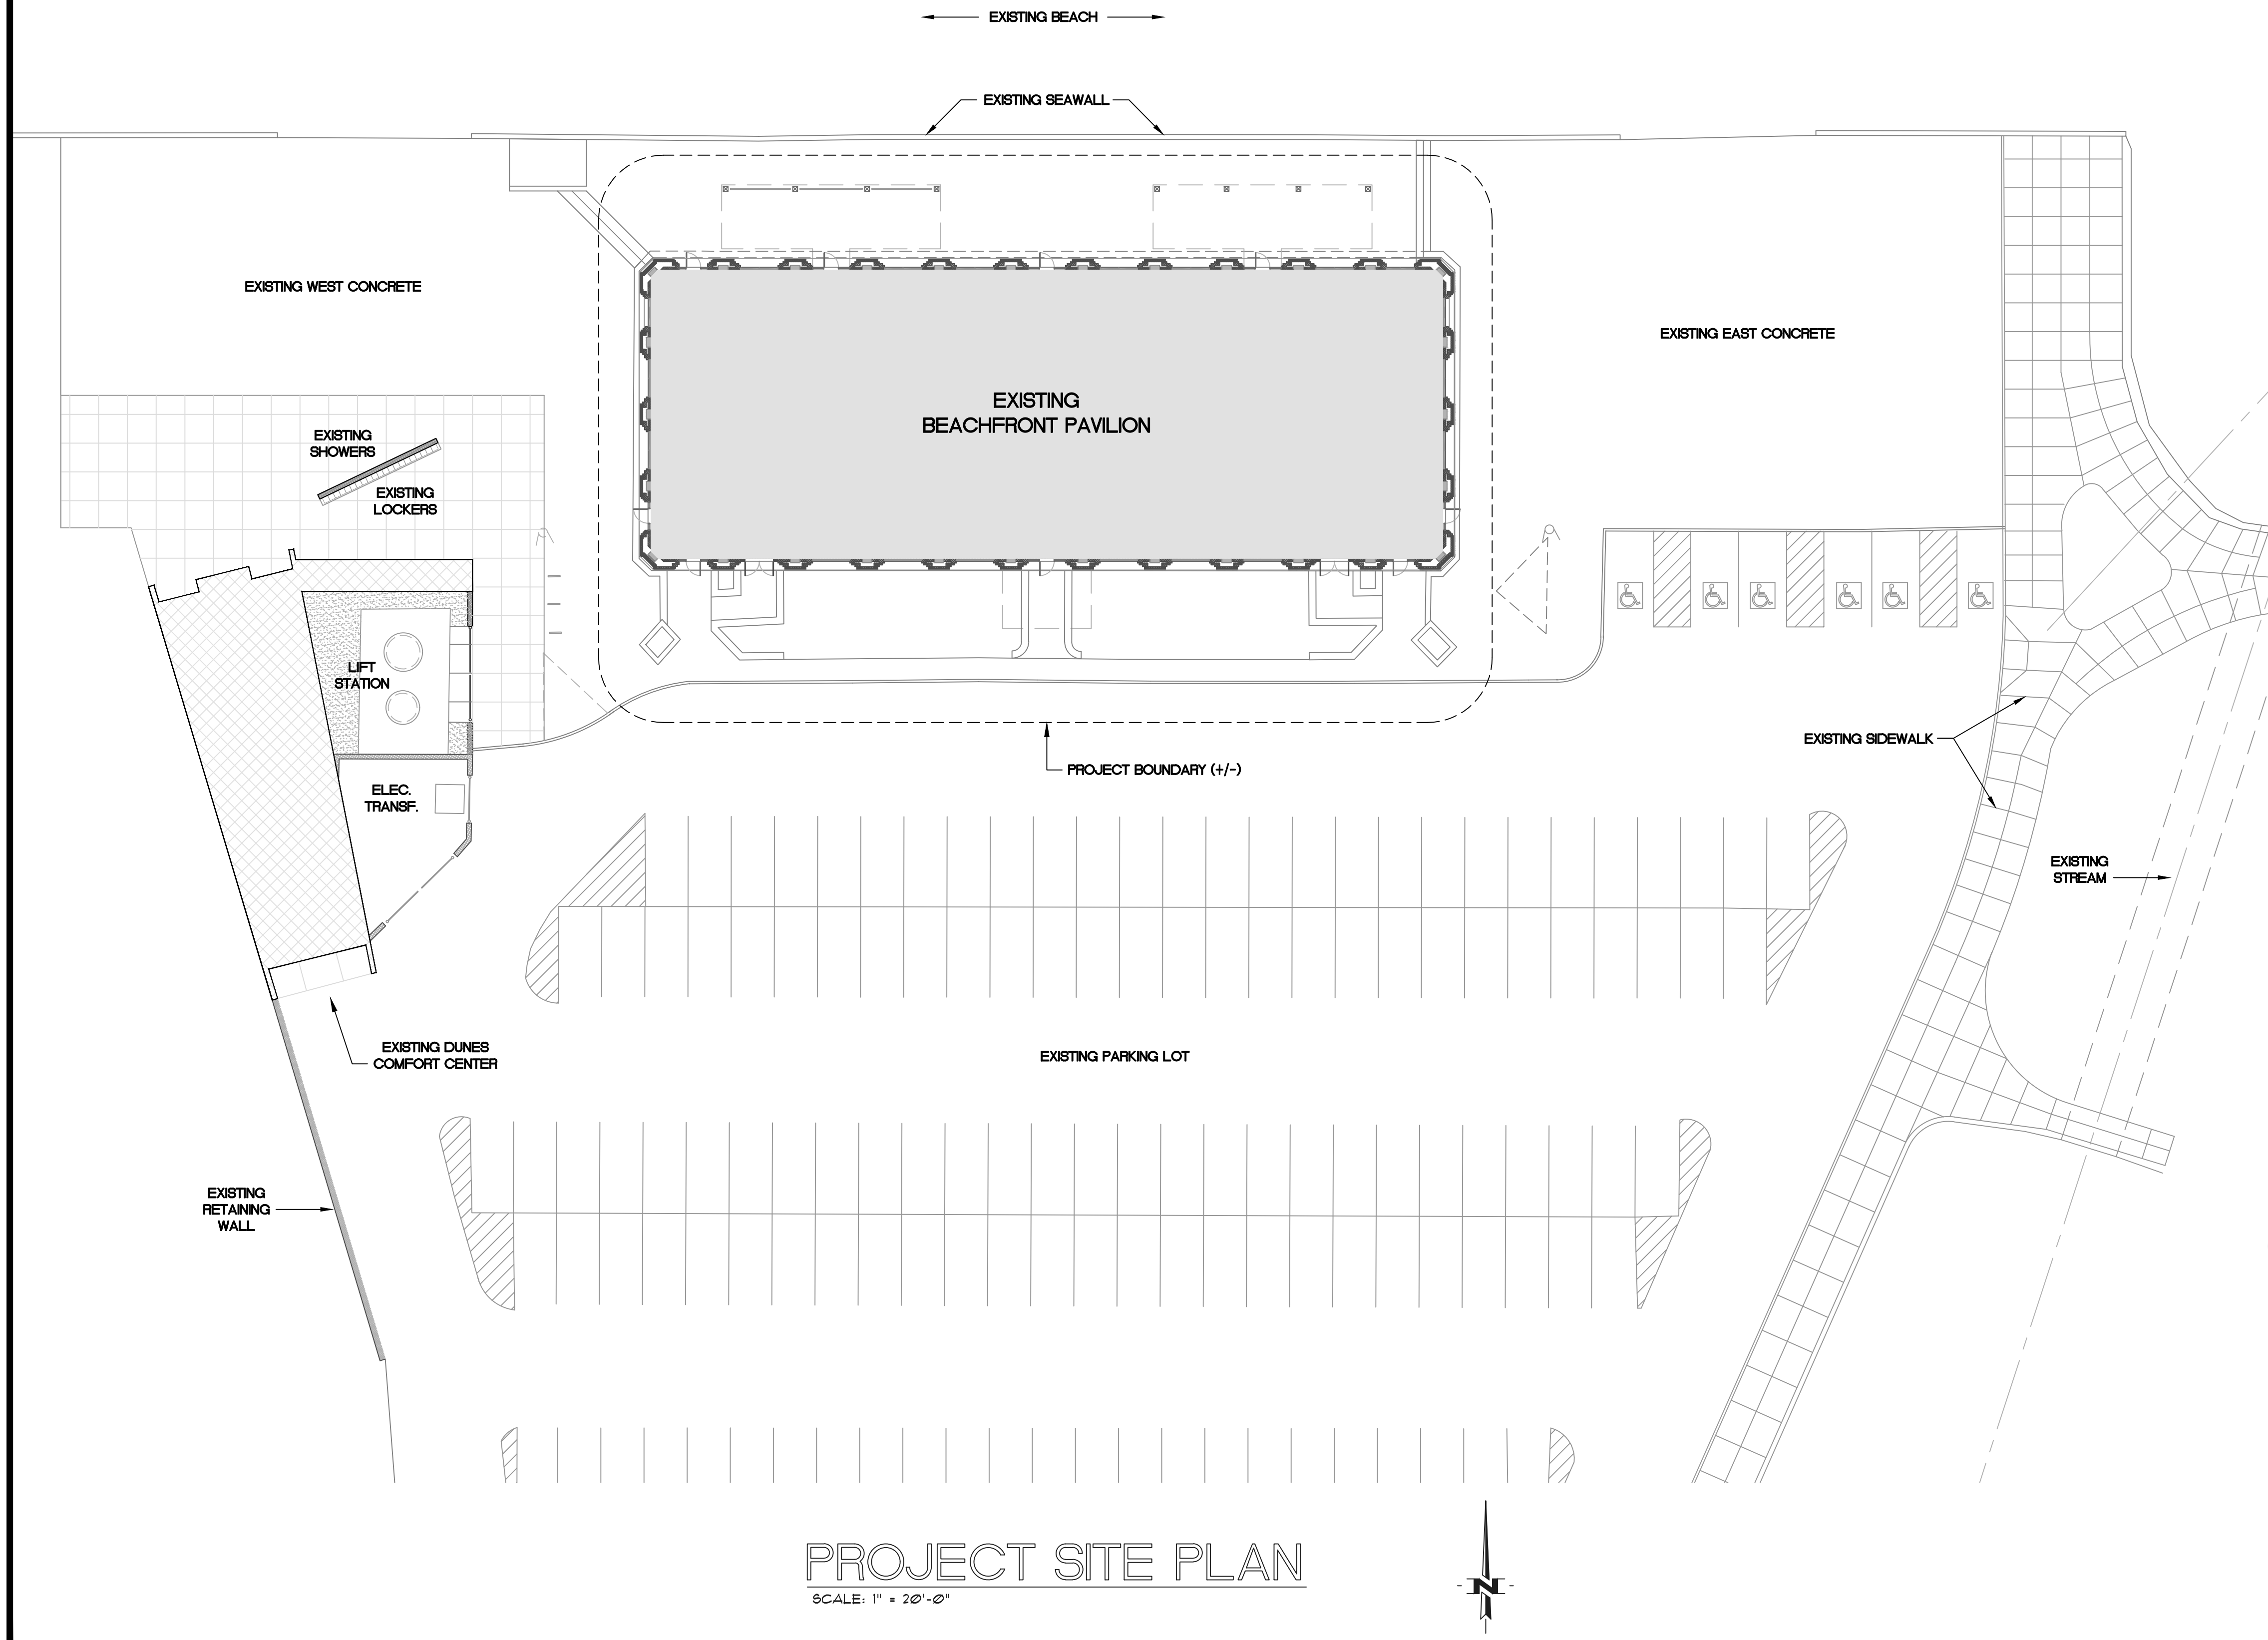 EXISTING BEACH
EXISTING SEAWALL
EXISTING WEST CONCRETE
EXISTING EAST CONCRETE
EXISTING
BEACHFRONT PAVILION
EXISTING
SHOWERS
EXISTING
LOCKERS
LIFT
STATION
ELEC.
TRANSF.
EXISTING SIDEWALK
PROJECT BOUNDARY (+/-)
EXISTING
STREAM
EXISTING DUNES
COMFORT CENTER
EXISTING PARKING LOT
EXISTING
RETAINING
WALL
PROJECT SITE PLAN
SCALE: 1" = 20'-0"
N